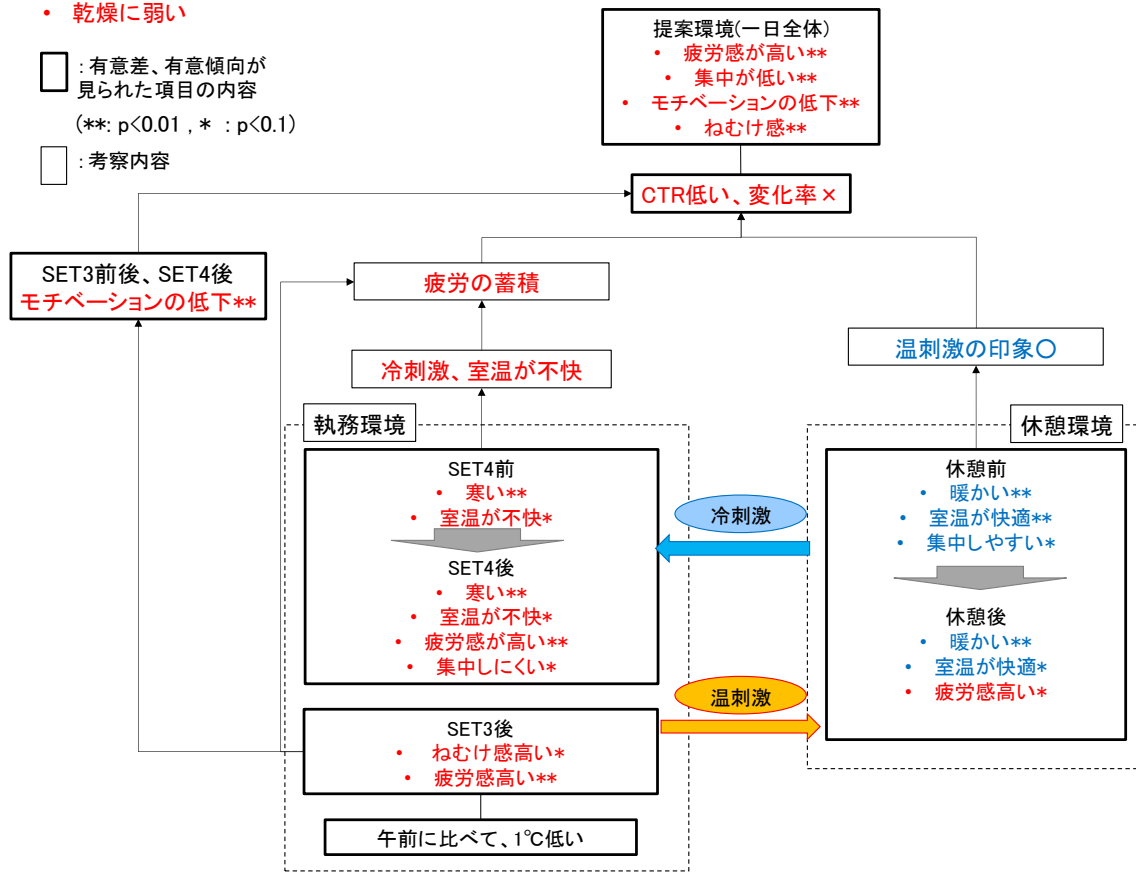 • 乾燥に弱い
：有意差、有意傾向が
見られた項目の内容
(**: p<0.01 , * : p<0.1)
：考察内容
提案環境(一日全体)
• 疲労感が高い**
• 集中が低い**
• モチベーションの低下**
• ねむけ感**
CTR低い、変化率×
SET3前後、SET4後
モチベーションの低下**
疲労の蓄積
温刺激の印象〇
冷刺激、室温が不快
執務環境
休憩環境
SET4前
• 寒い**
• 室温が不快*
SET4後
• 寒い**
• 室温が不快*
• 疲労感が高い**
• 集中しにくい*
冷刺激
休憩前
• 暖かい**
• 室温が快適**
• 集中しやすい*
休憩後
• 暖かい**
• 室温が快適*
• 疲労感高い*
温刺激
SET3後
• ねむけ感高い*
• 疲労感高い**
午前に比べて、1℃低い